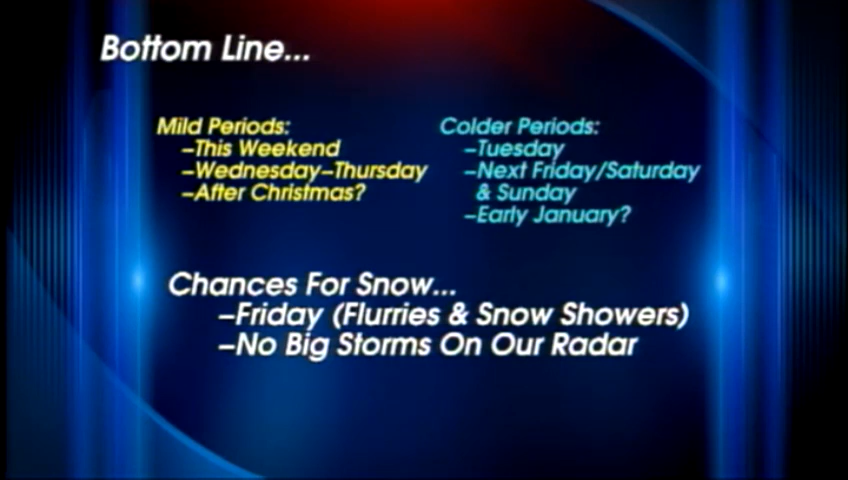 Bottom Line...
Mild Periods:
–This Weekend
–Wednesday–Thursday
–After Christmas?
Colder Periods:
–Tuesday
–Next Friday/Saturday
& Sunday
–Early January?
Chances For Snow...
–Friday (Flurries & Snow Showers)
–No Big Storms On Our Radar